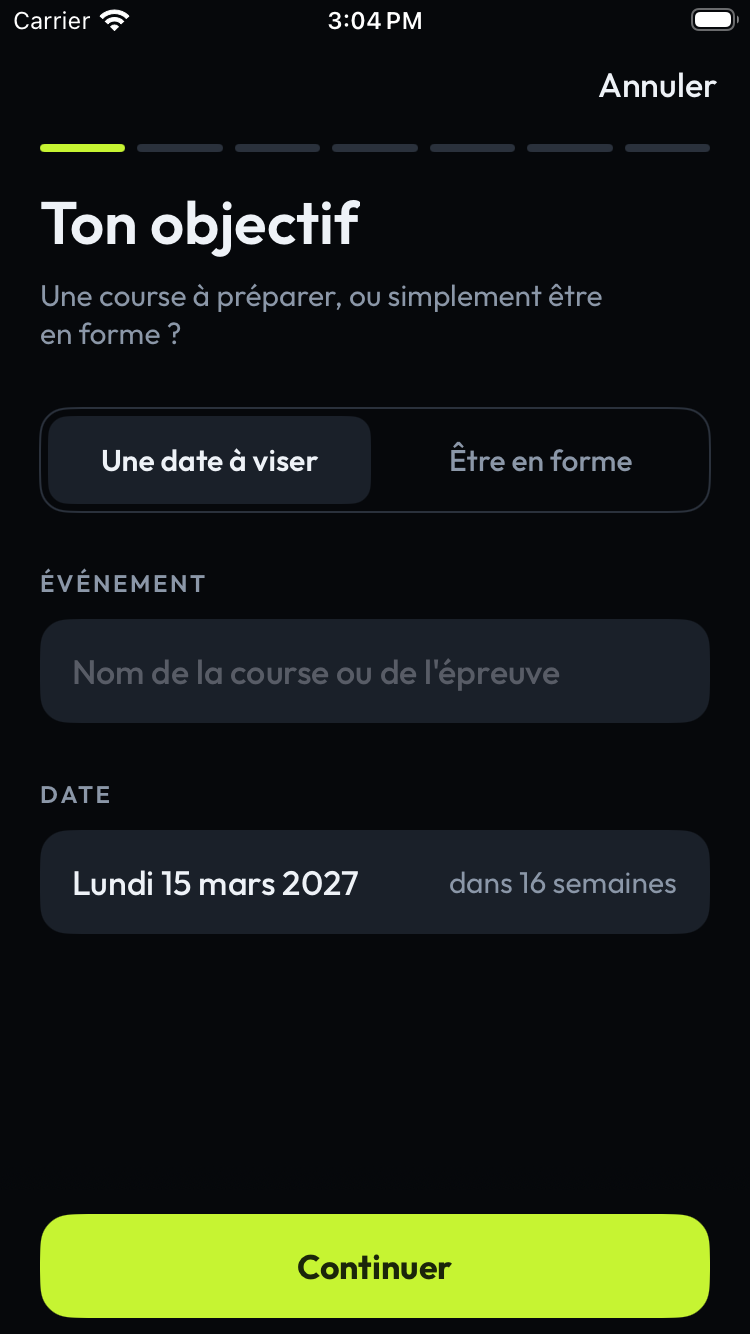 Carrier 3:04 PM
Annuler
Ton objectif
Une course à préparer, ou simplement être
en forme ?
Une date à viser Être en forme
ÉVÉNEMENT
Nom de la course ou de l'épreuve
DATE
Lundi 15 mars 2027 dans 16 semaines
Continuer